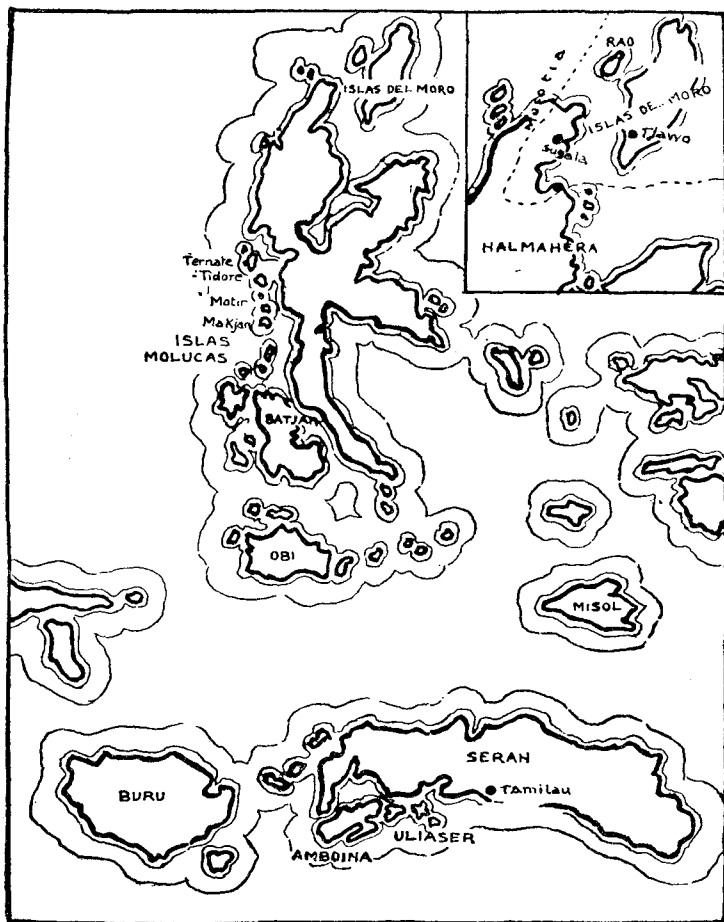 ISLAS DEL MORO
RAO
MOROTIA
ISLAS DE MORO
Tjawo
Sugala
HALMAHERA
Ternate
Tidore
Motir
Makjan
ISLAS
MOLUCAS
BATJAN
OBI
MISOL
SERAN
Tamilau
BURU
ULIASER
AMBOINA